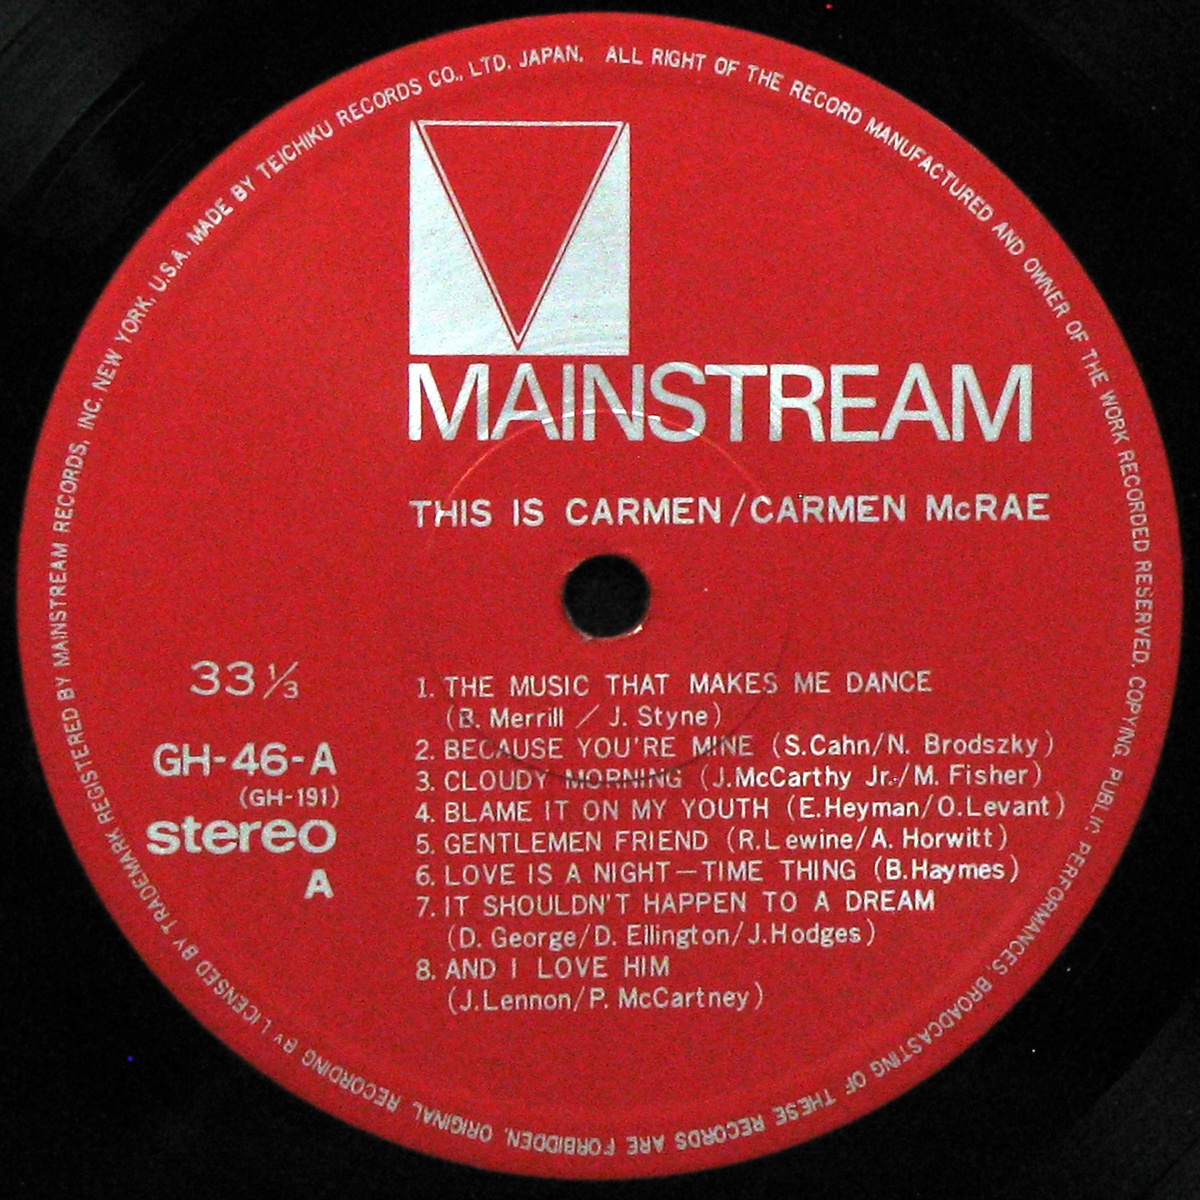 TRADEMARK REGISTERED BY MAINSTREAM RECORDS, INC. NEW YORK, U.S.A. MADE BY TEICHIKU RECORDS CO., LTD. JAPAN. ALL RIGHT OF THE RECORD MANUFACTURED AND OWNER OF THE WORK RECORDED RESERVED. COPYING, PUBLIC PERFORMANCES, BROADCASTING OF THESE RECORDS ARE FORBIDDEN. ORIGINAL RECORDING BY LICENSED BY
MAINSTREAM
THIS IS CARMEN/CARMEN McRAE
33 1/3
GH-46-A
(GH-191)
stereo
A
1. THE MUSIC THAT MAKES ME DANCE
(B. Merrill / J. Styne)
2. BECAUSE YOU'RE MINE (S.Cahn/N. Brodszky)
3. CLOUDY MORNING (J.McCarthy Jr./M. Fisher)
4. BLAME IT ON MY YOUTH (E.Heyman/O.Levant)
5. GENTLEMEN FRIEND (R.Lewine/A. Horwitt)
6. LOVE IS A NIGHT—TIME THING (B.Haymes)
7. IT SHOULDN'T HAPPEN TO A DREAM
(D. George/D. Ellington/J.Hodges)
8. AND I LOVE HIM
(J.Lennon/P. McCartney)